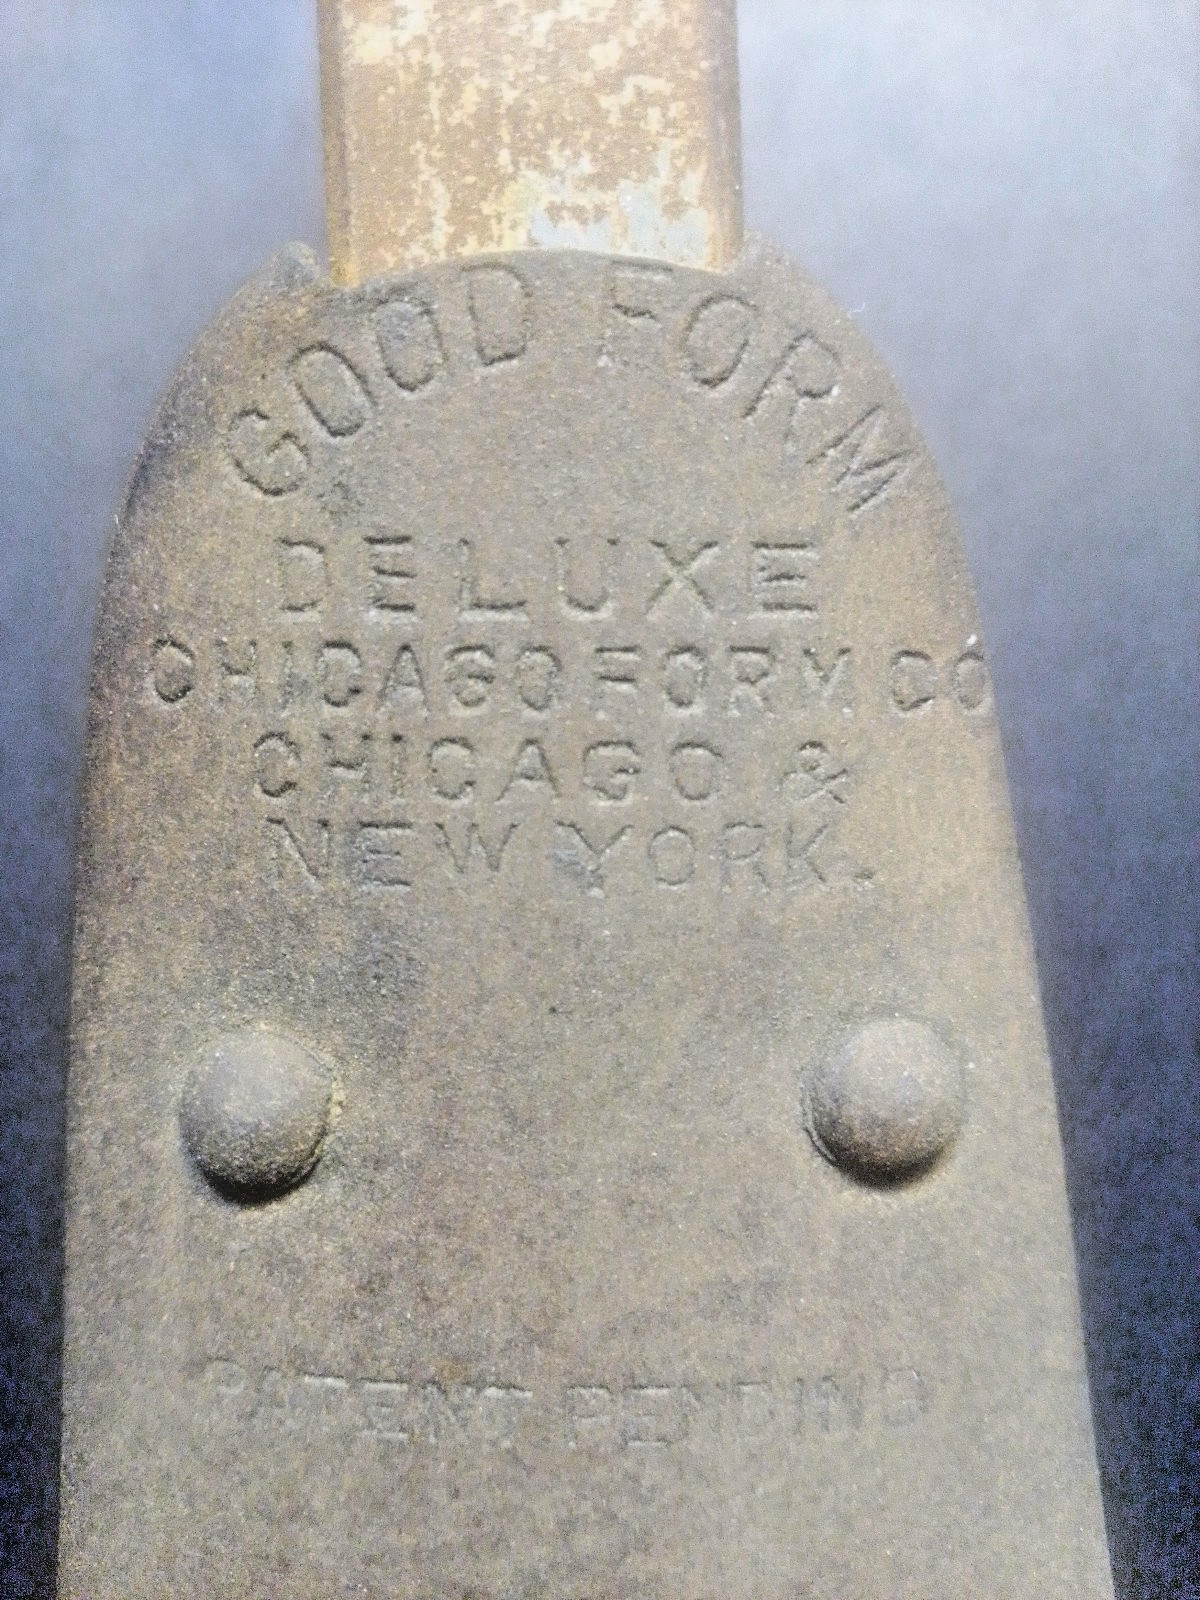 GOOD FORM
DELUXE
CHICAGO FORM CO
CHICAGO &
NEW YORK.
PATENT PENDING